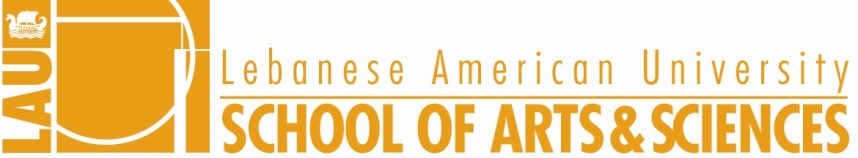 LAU
Lebanese American University
SCHOOL OF ARTS & SCIENCES